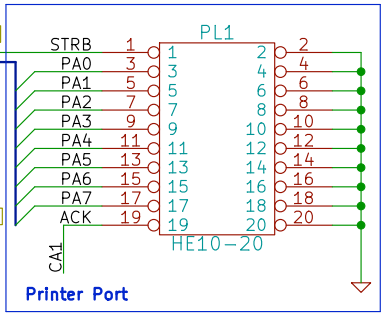 PL1
STRB 1 1 2 2
PA0 3 3 4 4
PA1 5 5 6 6
PA2 7 7 8 8
PA3 9 9 10 10
PA4 11 11 12 12
PA5 13 13 14 14
PA6 15 15 16 16
PA7 17 17 18 18
ACK 19 19 20 20
HE10-20
CA1
Printer Port